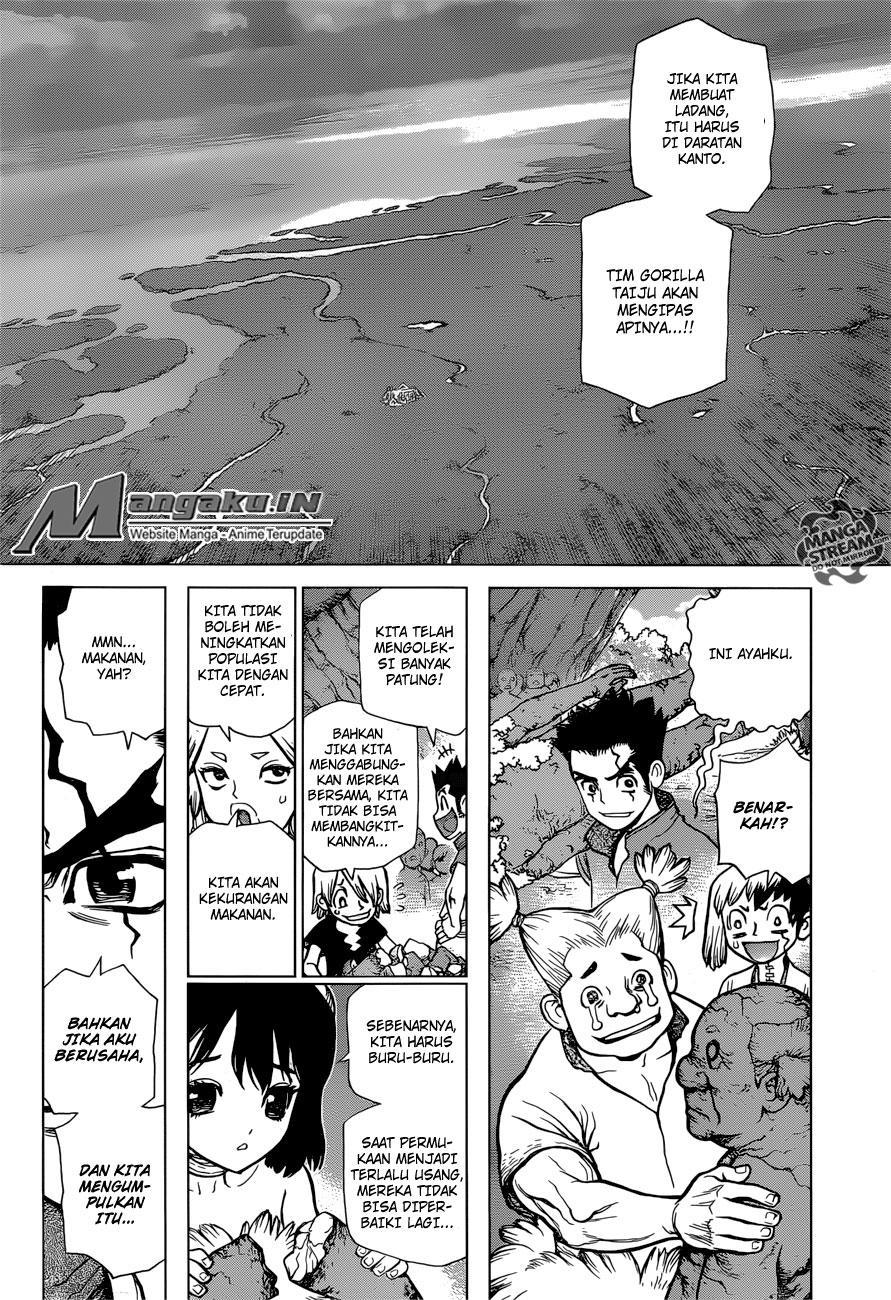 JIKA KITA
MEMBUAT
LADANG,
ITU HARUS
DI DARATAN
KANTO.
TIM GORILLA
TAIJU AKAN
MENGIPAS
APINYA...!!
Mangaku.IN
Website Manga - Anime Terupdate
MANGA
STREAM
DO NOT MIRROR
INI AYAHKU.
BENAR-
KAH!?
KITA TELAH
MENGOLEK-
SI BANYAK
PATUNG!
BAHKAN
JIKA KITA
MENGGABUNG-
KAN MEREKA
BERSAMA, KITA
TIDAK BISA
MEMBANGKIT-
KANNYA...
KITA TIDAK
BOLEH ME-
NINGKATKAN
POPULASI
KITA DENGAN
CEPAT.
KITA AKAN
KEKURANGAN
MAKANAN.
SEBENARNYA,
KITA HARUS
BURU-BURU.
SAAT PERMU-
KAAN MENJADI
TERLALU USANG,
MEREKA TIDAK
BISA DIPER-
BAIKI LAGI...
MMN...
MAKANAN,
YAH?
BAHKAN
JIKA AKU
BERUSAHA,
DAN KITA
MENGUM-
PULKAN
ITU...